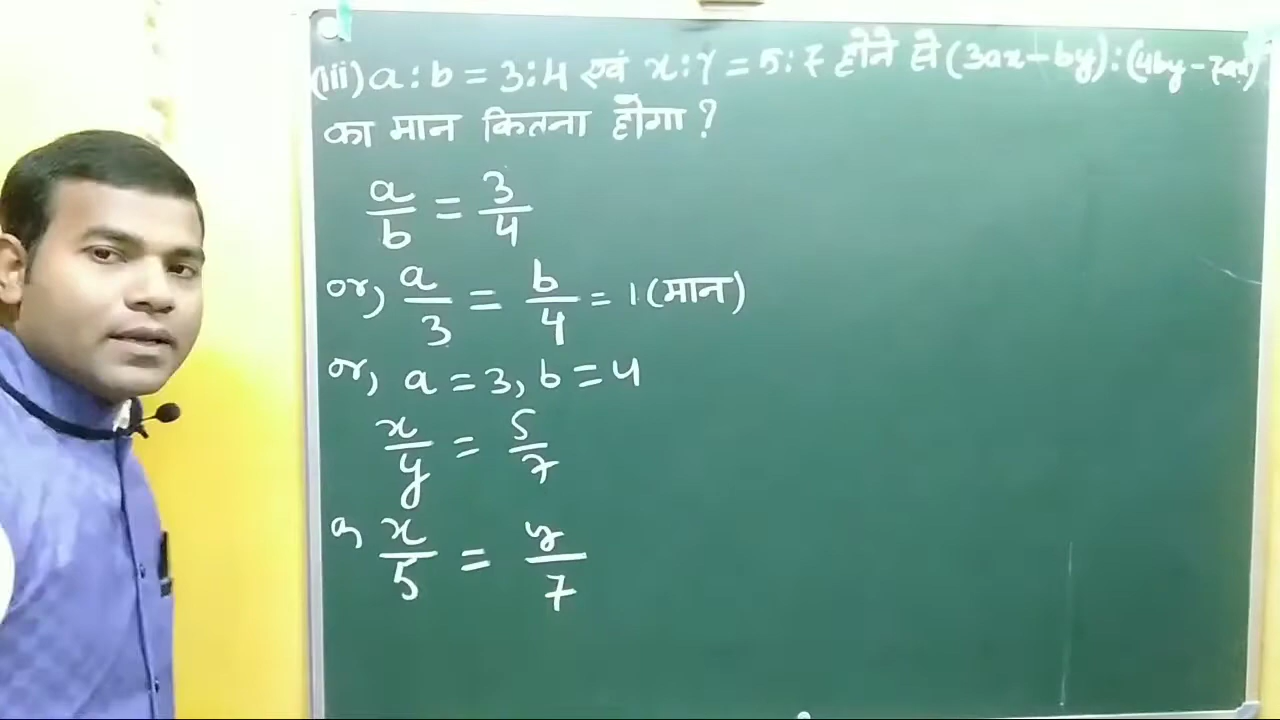 (iii) a : b = 3 : 4 एवं x : y = 5 : 7 होने से (3ax - by) : (4by - 7ax)
का मान कितना होगा ?
a/b = 3/4
or, a/3 = b/4 = 1 (मान)
or, a = 3, b = 4
x/y = 5/7
x/5 = y/7